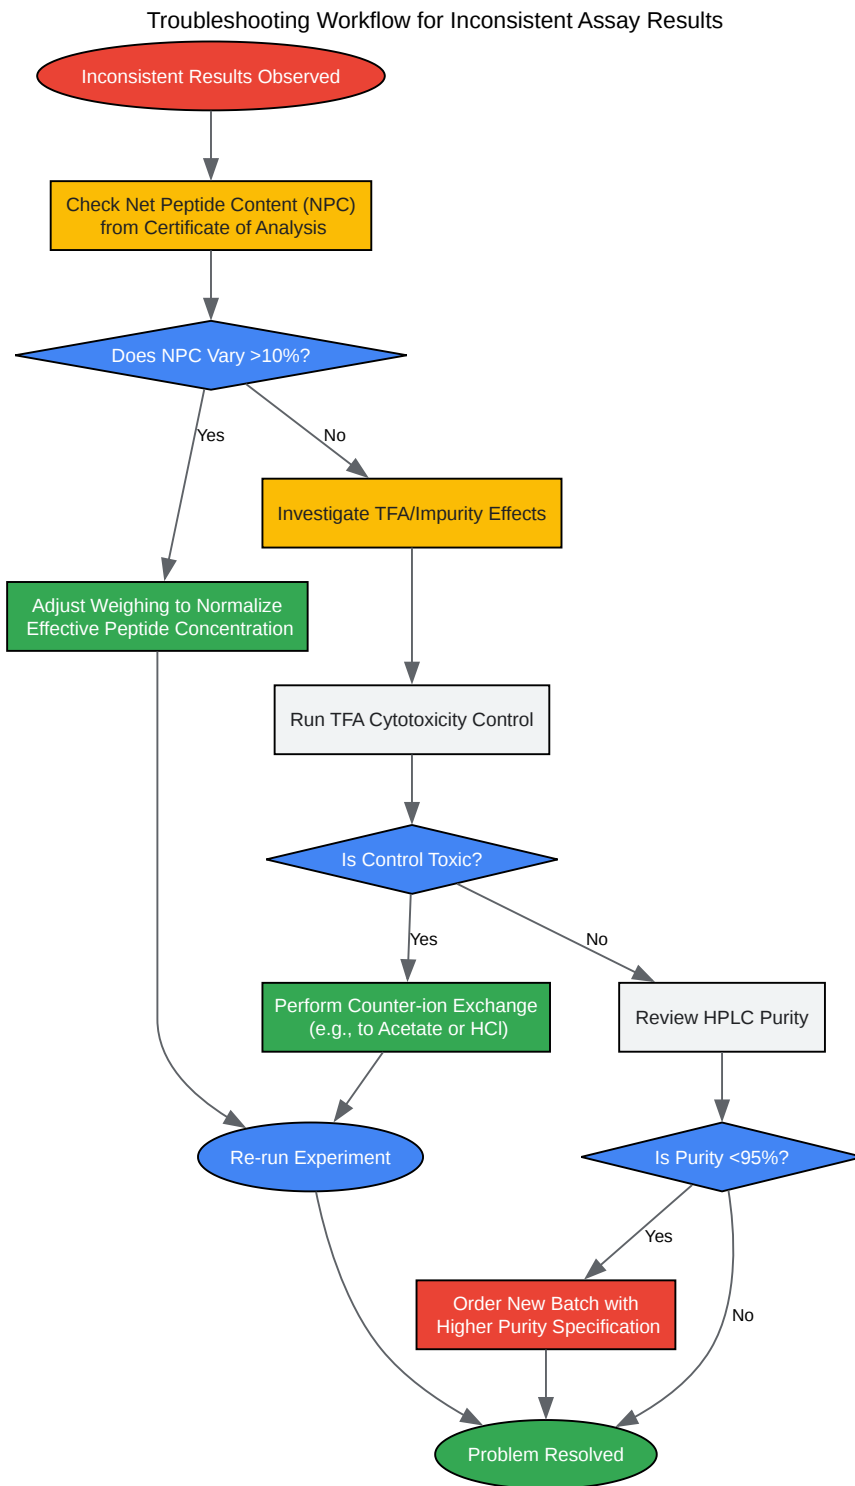 Troubleshooting Workflow for Inconsistent Assay Results
Inconsistent Results Observed
Check Net Peptide Content (NPC)
from Certificate of Analysis
Does NPC Vary >10%?
Yes
No
Investigate TFA/Impurity Effects
Adjust Weighing to Normalize
Effective Peptide Concentration
Run TFA Cytotoxicity Control
Is Control Toxic?
Yes
No
Perform Counter-ion Exchange
(e.g., to Acetate or HCl)
Review HPLC Purity
Re-run Experiment
Is Purity <95%?
Yes
No
Order New Batch with
Higher Purity Specification
Problem Resolved